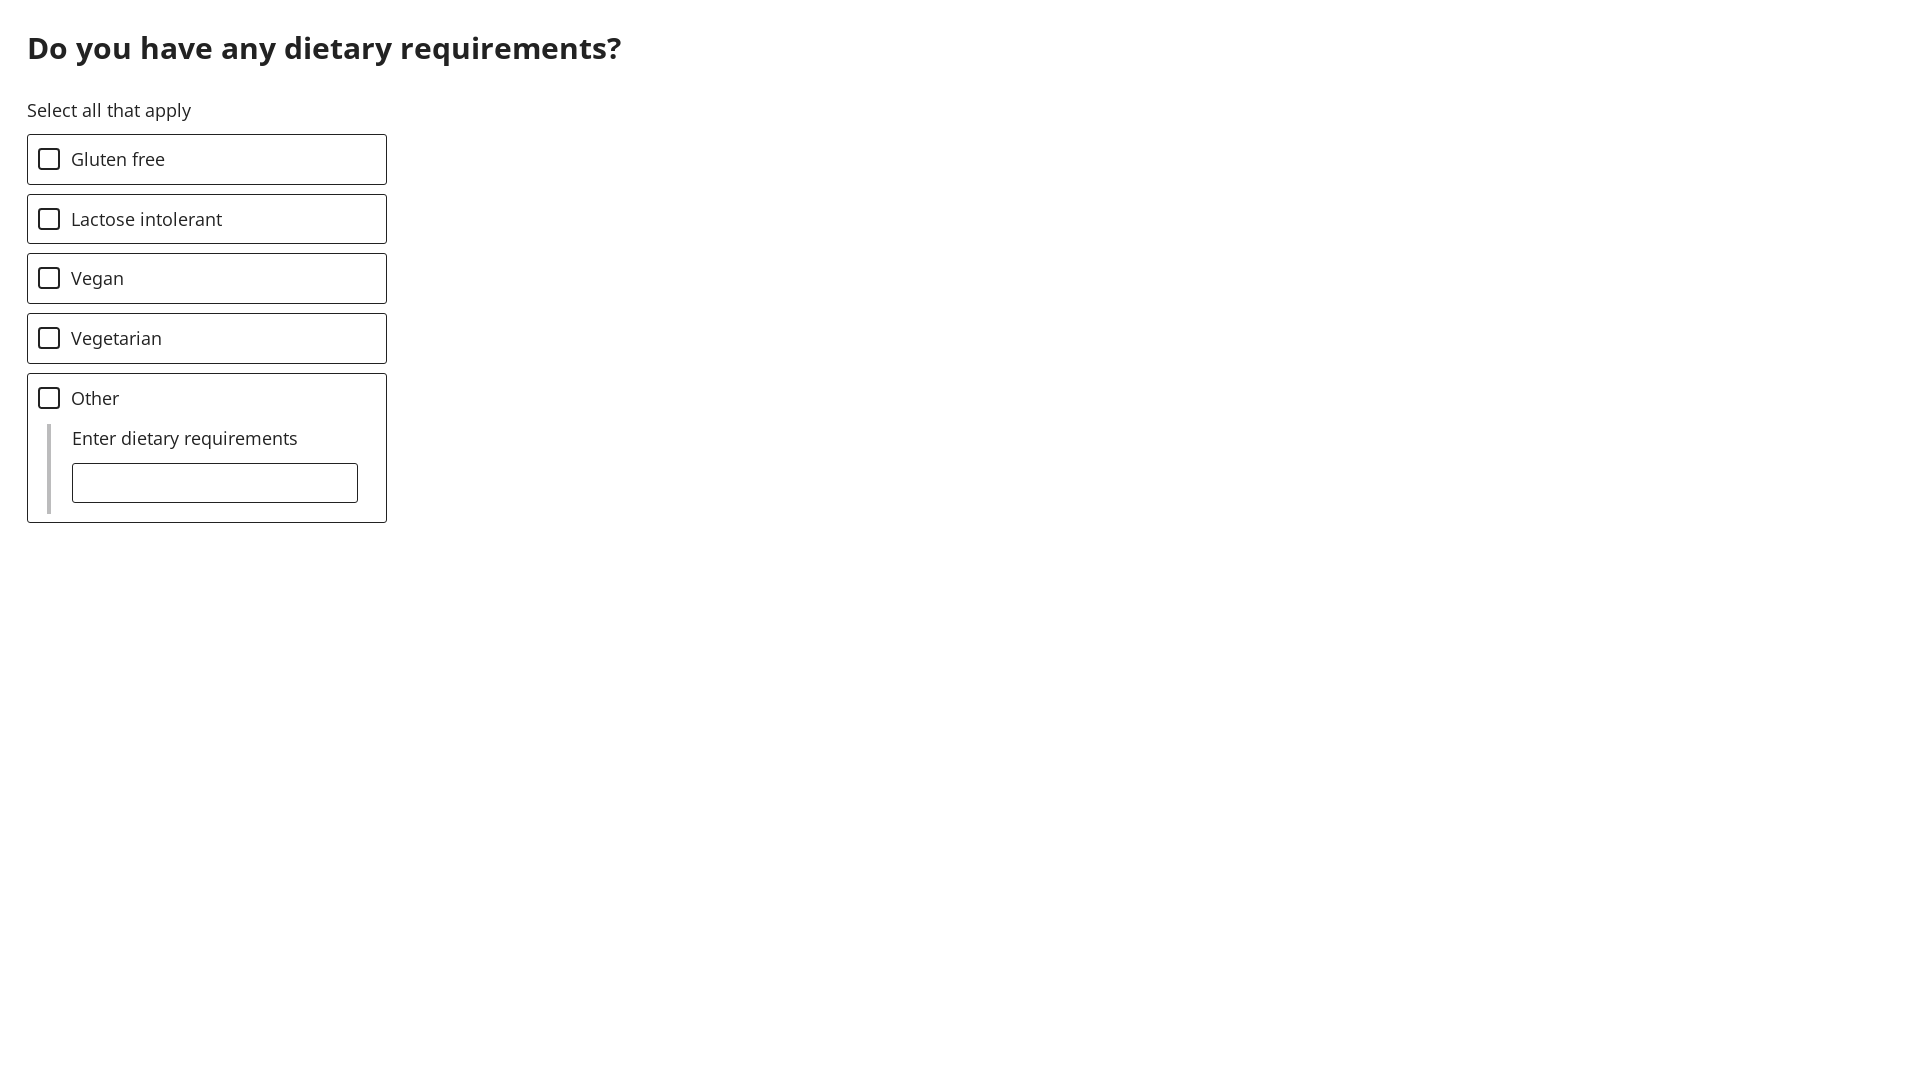 Do you have any dietary requirements?
Select all that apply
Gluten free
Lactose intolerant
Vegan
Vegetarian
Other
Enter dietary requirements